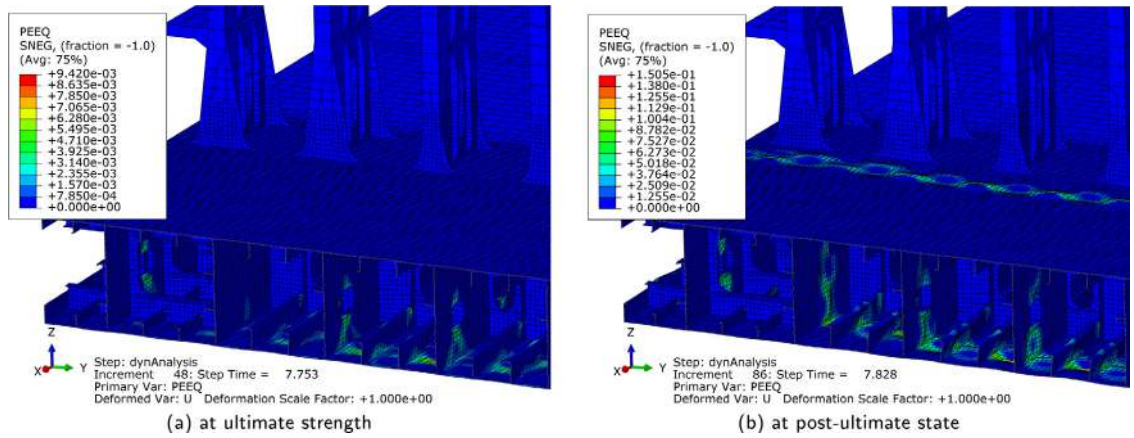 PEEQ
SNEG, (fraction = -1.0)
(Avg: 75%)
+9.420e-03
+8.635e-03
+7.850e-03
+7.065e-03
+6.280e-03
+5.495e-03
+4.710e-03
+3.925e-03
+3.140e-03
+2.355e-03
+1.570e-03
+7.850e-04
+0.000e+00
Z
X Y
Step: dynAnalysis
Increment 48: Step Time = 7.753
Primary Var: PEEQ
Deformed Var: U Deformation Scale Factor: +1.000e+00
(a) at ultimate strength
PEEQ
SNEG, (fraction = -1.0)
(Avg: 75%)
+1.505e-01
+1.380e-01
+1.255e-01
+1.129e-01
+1.004e-01
+8.782e-02
+7.527e-02
+6.273e-02
+5.018e-02
+3.764e-02
+2.509e-02
+1.255e-02
+0.000e+00
Z
X Y
Step: dynAnalysis
Increment 86: Step Time = 7.828
Primary Var: PEEQ
Deformed Var: U Deformation Scale Factor: +1.000e+00
(b) at post-ultimate state